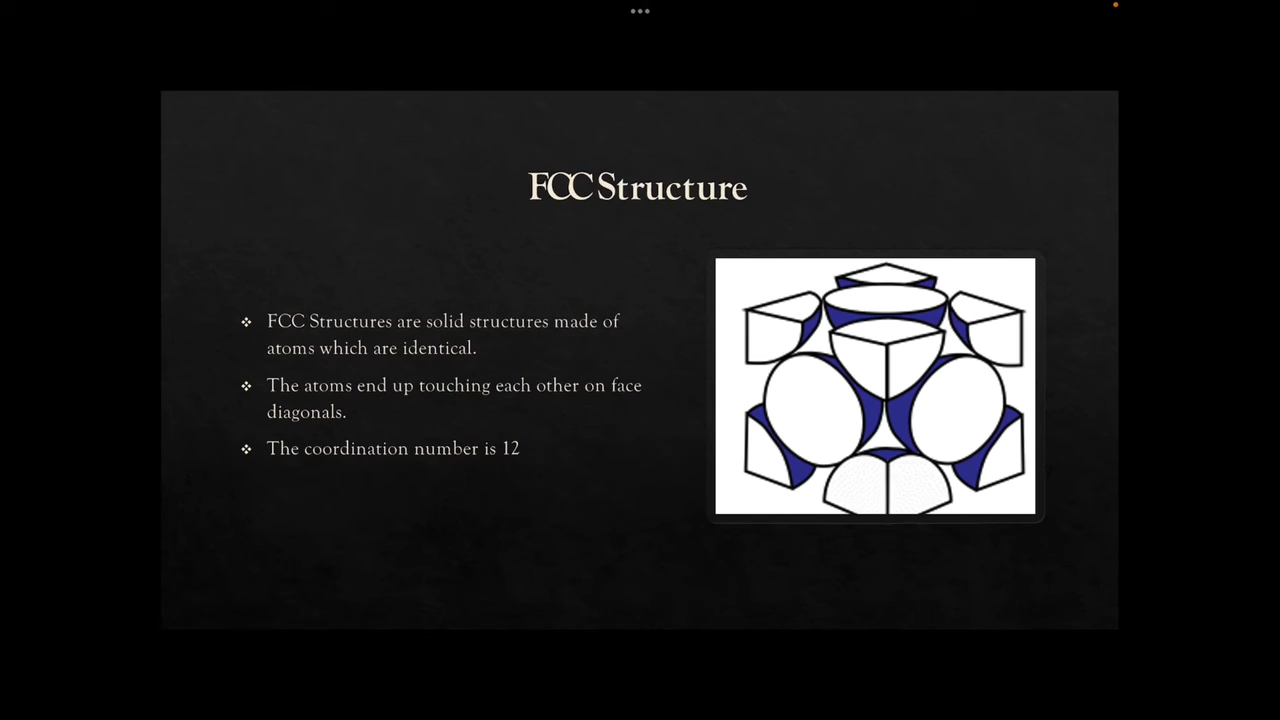 FCC Structure
FCC Structures are solid structures made of
atoms which are identical.
The atoms end up touching each other on face
diagonals.
The coordination number is 12